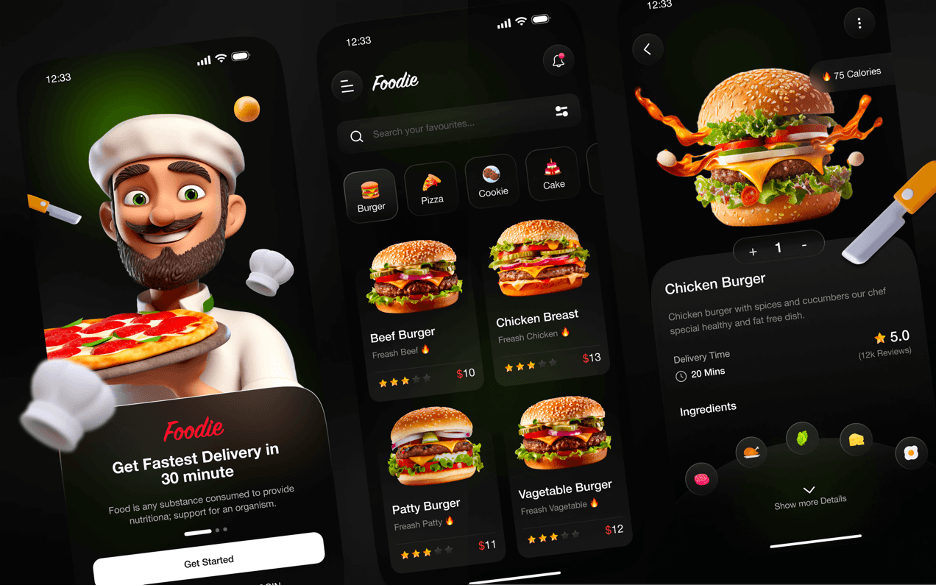 12:33
Foodie
Get Fastest Delivery in
30 minute
Food is any substance consumed to provide
nutritiona; support for an organism.
Get Started
12:33
Foodie
Search your favourites...
Burger
Pizza
Cookie
Cake
Beef Burger
Freash Beef
$10
Chicken Breast
Freash Chicken
$13
Patty Burger
Freash Patty
$11
Vagetable Burger
Freash Vagetable
$12
12:33
75 Calories
+ 1 -
Chicken Burger
Chicken burger with spices and cucumbers our chef
special healthy and fat free dish.
Delivery Time
20 Mins
5.0
(12k Reviews)
Ingredients
Show more Details